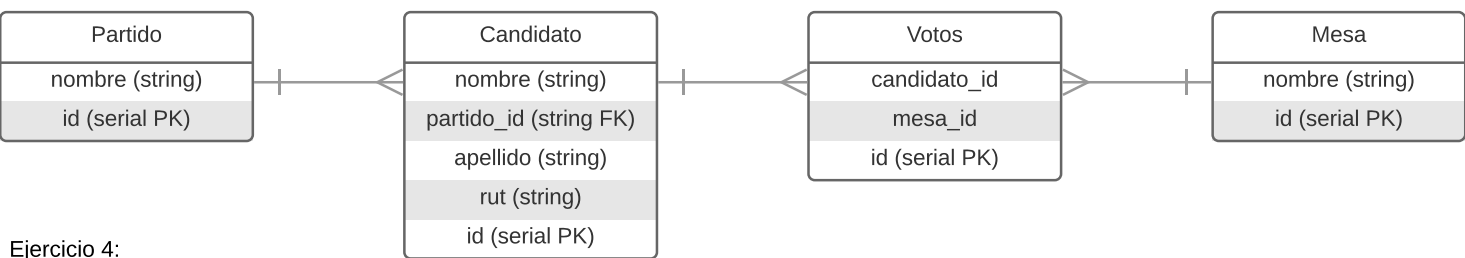 Partido
nombre (string)
id (serial PK)
Candidato
nombre (string)
partido_id (string FK)
apellido (string)
rut (string)
id (serial PK)
Votos
candidato_id
mesa_id
id (serial PK)
Mesa
nombre (string)
id (serial PK)
Ejercicio 4: